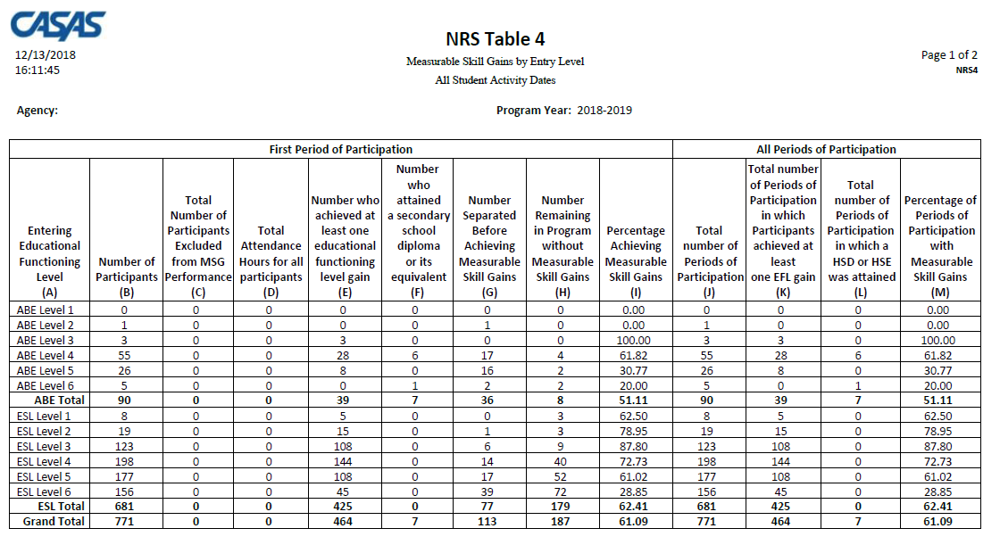 CASAS
12/13/2018
16:11:45
NRS Table 4
Measurable Skill Gains by Entry Level
All Student Activity Dates
Page 1 of 2
NRS4
Agency:
Program Year: 2018-2019
First Period of Participation
All Periods of Participation
Entering Educational Functioning Level (A)
Number of Participants (B)
Total Number of Participants Excluded from MSG Performance (C)
Total Attendance Hours for all participants (D)
Number who achieved at least one educational functioning level gain (E)
Number who attained a secondary school diploma or its equivalent (F)
Number Separated Before Achieving Measurable Skill Gains (G)
Number Remaining in Program without Measurable Skill Gains (H)
Percentage Achieving Measurable Skill Gains (I)
Total number of Periods of Participation (J)
Total number of Periods of Participation in which Participants achieved at least one EFL gain (K)
Total number of Periods of Participation in which a HSD or HSE was attained (L)
Percentage of Periods of Participation with Measurable Skill Gains (M)
ABE Level 1 0 0 0 0 0 0 0 0.00 0 0 0 0.00
ABE Level 2 1 0 0 0 0 1 0 0.00 1 0 0 0.00
ABE Level 3 3 0 0 3 0 0 0 100.00 3 3 0 100.00
ABE Level 4 55 0 0 28 6 17 4 61.82 55 28 6 61.82
ABE Level 5 26 0 0 8 0 16 2 30.77 26 8 0 30.77
ABE Level 6 5 0 0 0 1 2 2 20.00 5 0 1 20.00
ABE Total 90 0 0 39 7 36 8 51.11 90 39 7 51.11
ESL Level 1 8 0 0 5 0 0 3 62.50 8 5 0 62.50
ESL Level 2 19 0 0 15 0 1 3 78.95 19 15 0 78.95
ESL Level 3 123 0 0 108 0 6 9 87.80 123 108 0 87.80
ESL Level 4 198 0 0 144 0 14 40 72.73 198 144 0 72.73
ESL Level 5 177 0 0 108 0 17 52 61.02 177 108 0 61.02
ESL Level 6 156 0 0 45 0 39 72 28.85 156 45 0 28.85
ESL Total 681 0 0 425 0 77 179 62.41 681 425 0 62.41
Grand Total 771 0 0 464 7 113 187 61.09 771 464 7 61.09